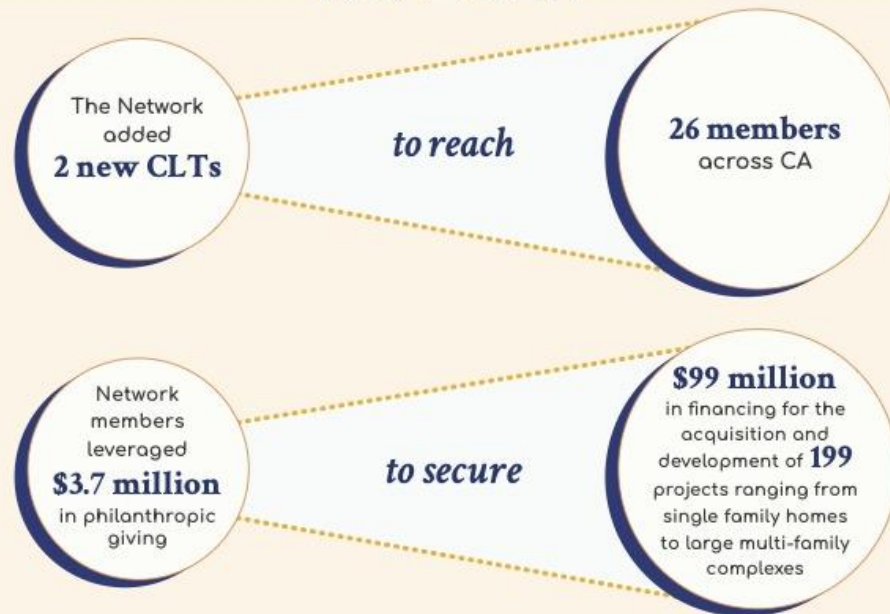 The Network
added
2 new CLTs
to reach
26 members
across CA
Network
members
leveraged
$3.7 million
in philanthropic
giving
to secure
$99 million
in financing for the
acquisition and
development of 199
projects ranging from
single family homes
to large multi-family
complexes